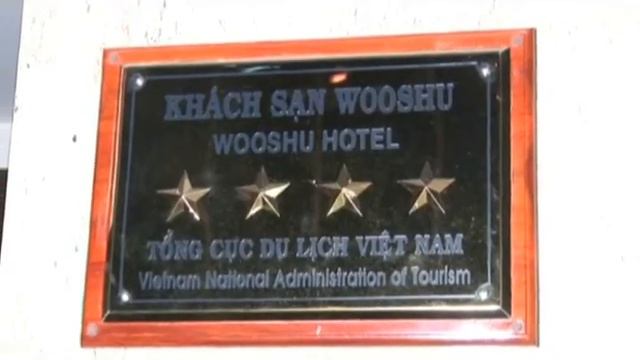 KHÁCH SẠN WOOSHU
WOOSHU HOTEL
TỔNG CỤC DU LỊCH VIỆT NAM
Vietnam National Administration of Tourism